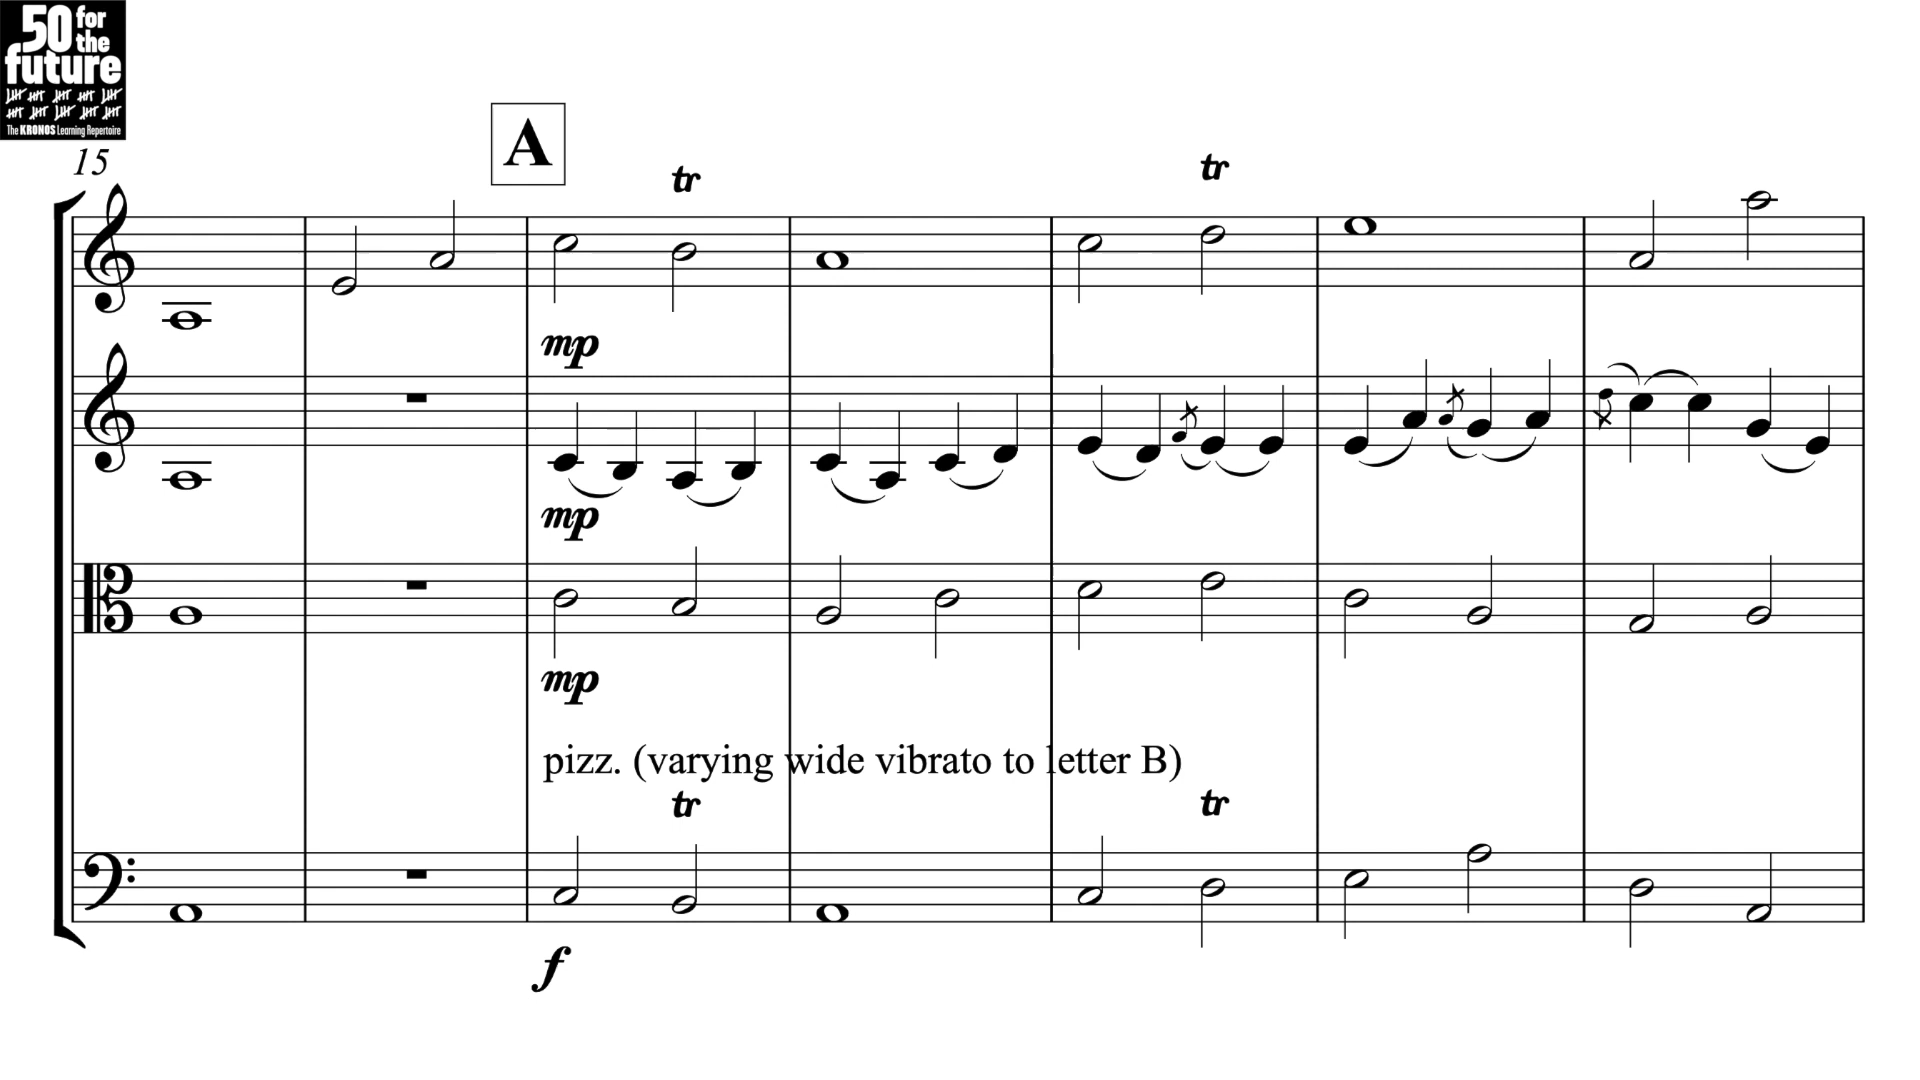 50 for
the
future
The KRONOS Learning Repertoire
15
A
tr
tr
mp
mp
mp
pizz. (varying wide vibrato to letter B)
tr
tr
f